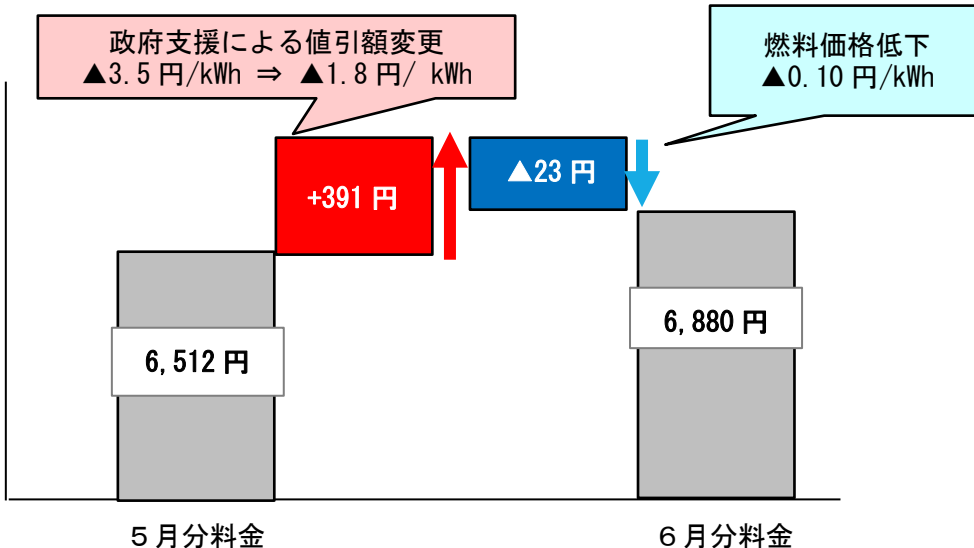 政府支援による値引額変更
▲3.5 円/kWh ⇒ ▲1.8 円/ kWh
燃料価格低下
▲0.10 円/kWh
+391 円
▲23 円
6,512 円
6,880 円
５月分料金
６月分料金